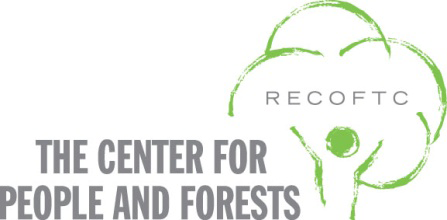 RECOFTC
THE CENTER FOR
PEOPLE AND FORESTS